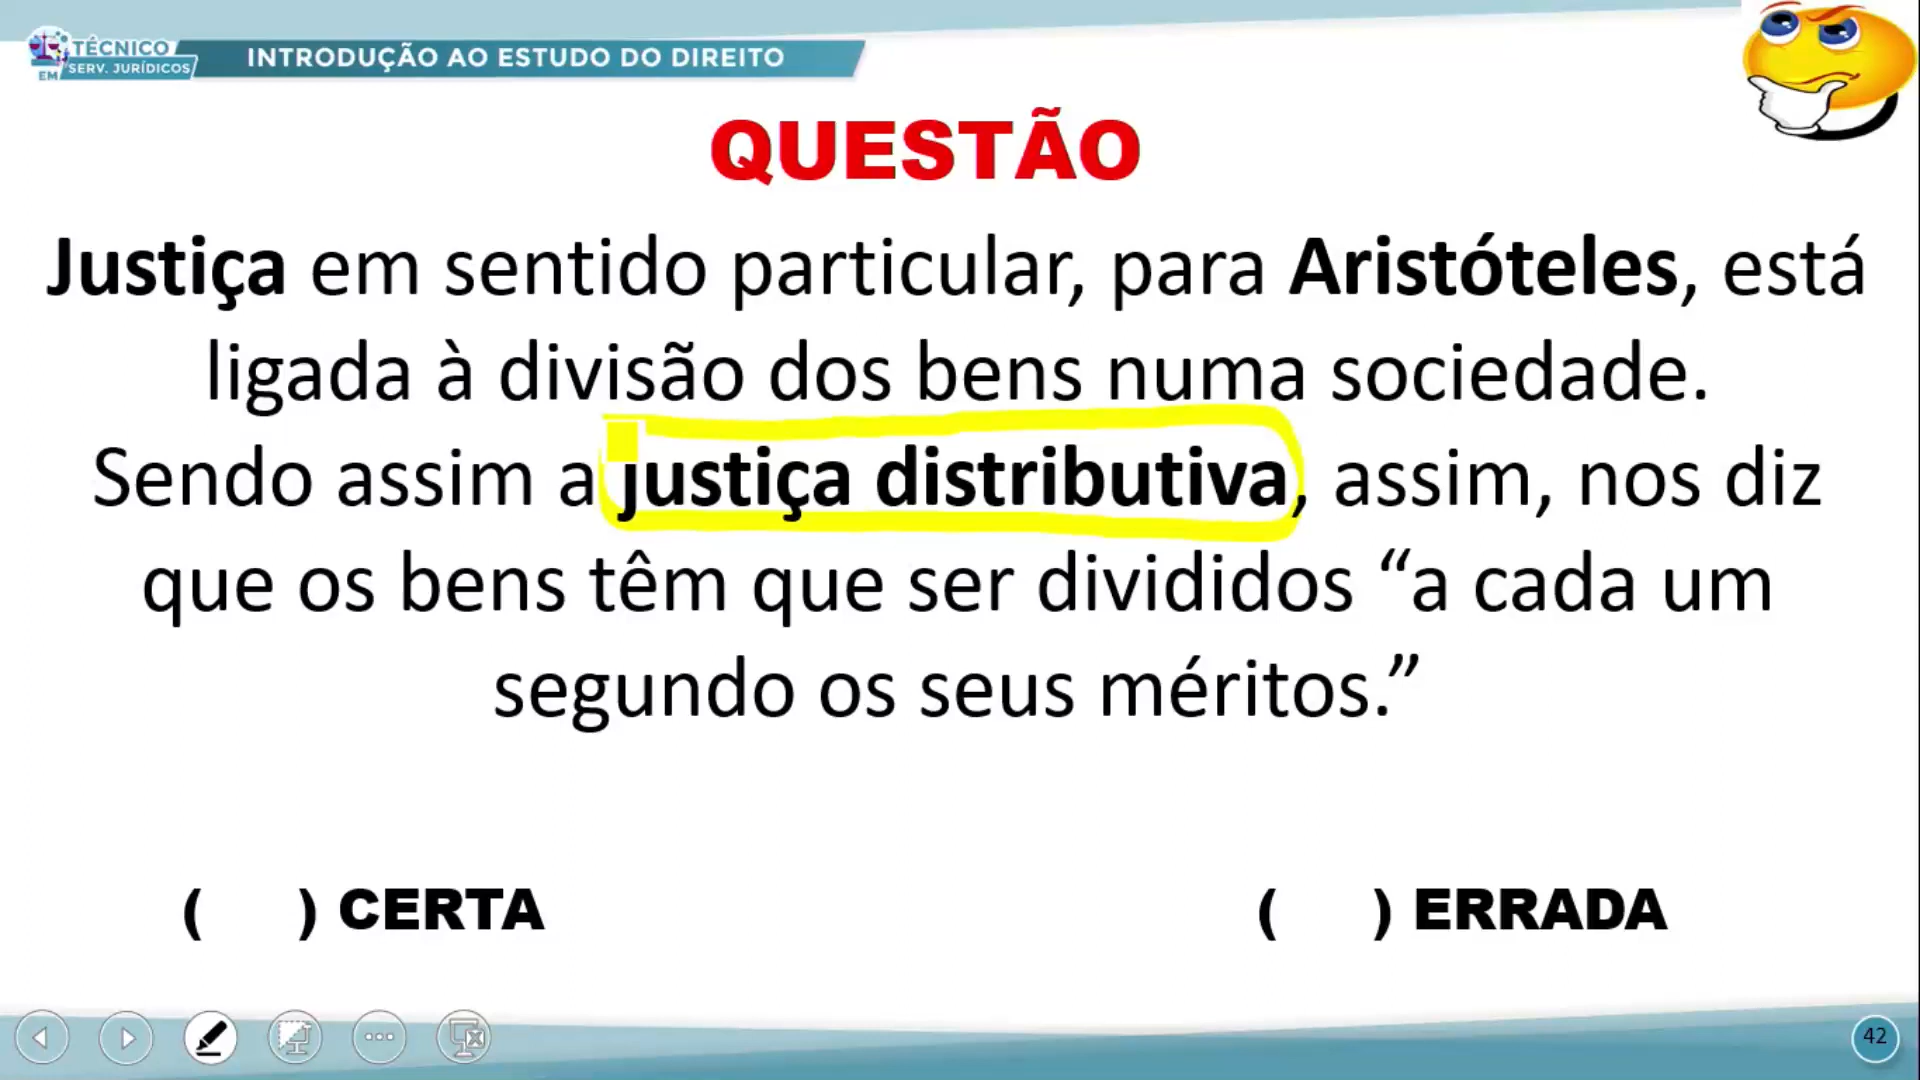 TÉCNICO
EM SERV. JURÍDICOS
INTRODUÇÃO AO ESTUDO DO DIREITO
QUESTÃO
Justiça em sentido particular, para Aristóteles, está
ligada à divisão dos bens numa sociedade.
Sendo assim a justiça distributiva, assim, nos diz
que os bens têm que ser divididos “a cada um
segundo os seus méritos.”
( ) CERTA
( ) ERRADA
42